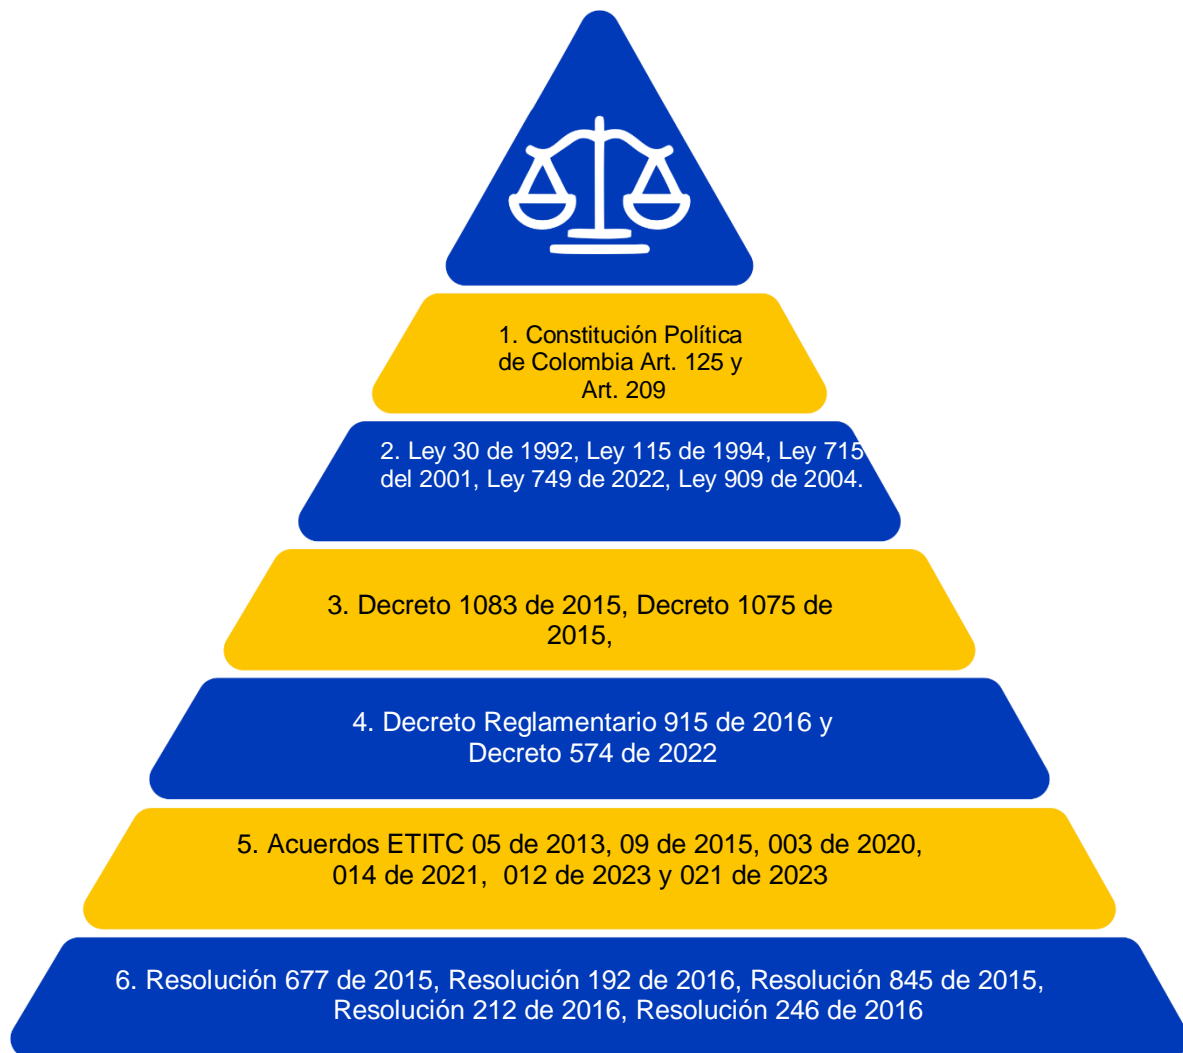 1. Constitución Política
de Colombia Art. 125 y
Art. 209
2. Ley 30 de 1992, Ley 115 de 1994, Ley 715
del 2001, Ley 749 de 2022, Ley 909 de 2004.
3. Decreto 1083 de 2015, Decreto 1075 de
2015,
4. Decreto Reglamentario 915 de 2016 y
Decreto 574 de 2022
5. Acuerdos ETITC 05 de 2013, 09 de 2015, 003 de 2020,
014 de 2021,  012 de 2023 y 021 de 2023
6. Resolución 677 de 2015, Resolución 192 de 2016, Resolución 845 de 2015,
Resolución 212 de 2016, Resolución 246 de 2016